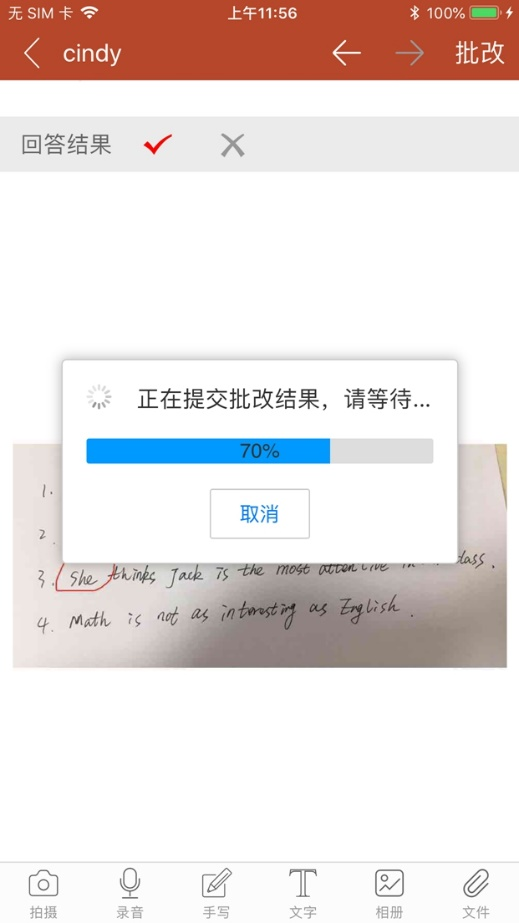 无 SIM 卡 上午11:56 100%
cindy 批改
回答结果
正在提交批改结果，请等待...
70%
取消
1.
2.
3. She thinks Jack is the most attentive in class.
4. Math is not as interesting as English.
拍摄 录音 手写 文字 相册 文件